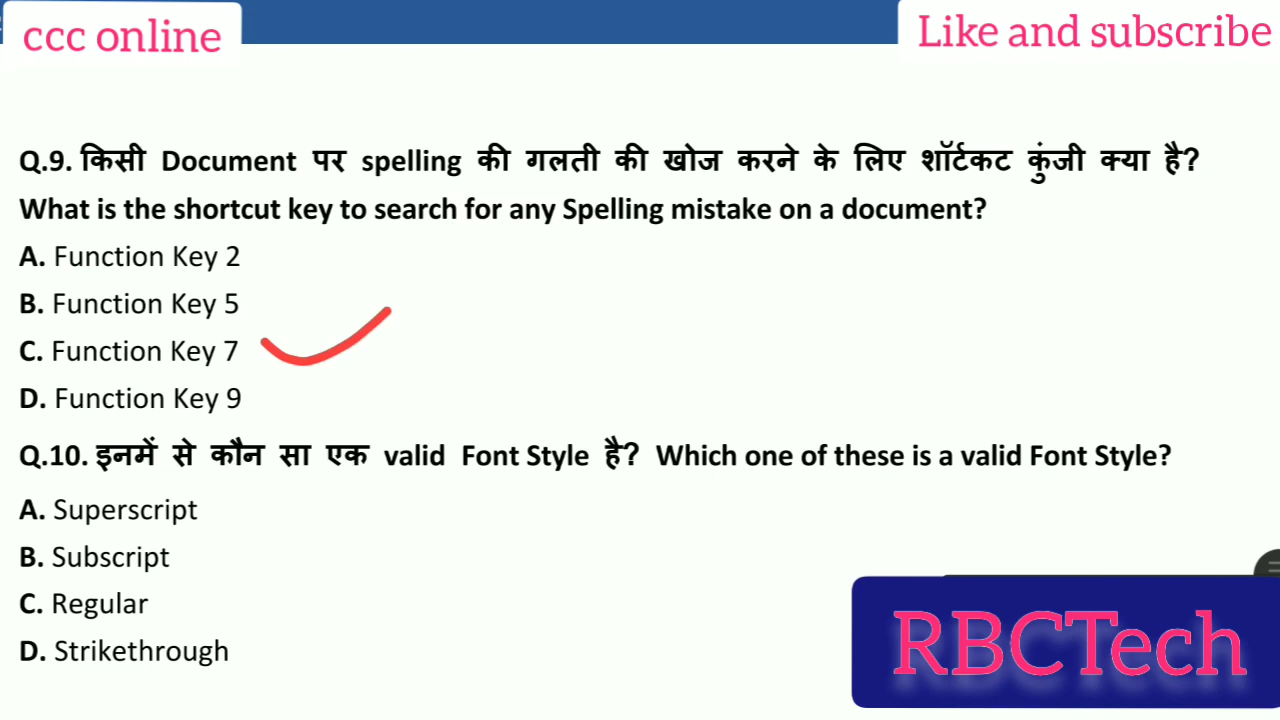 ccc online
Like and subscribe
Q.9. किसी Document पर spelling की गलती की खोज करने के लिए शॉर्टकट कुंजी क्या है?
What is the shortcut key to search for any Spelling mistake on a document?
A. Function Key 2
B. Function Key 5
C. Function Key 7
D. Function Key 9
Q.10. इनमें से कौन सा एक valid Font Style है? Which one of these is a valid Font Style?
A. Superscript
B. Subscript
C. Regular
D. Strikethrough
RBCTech